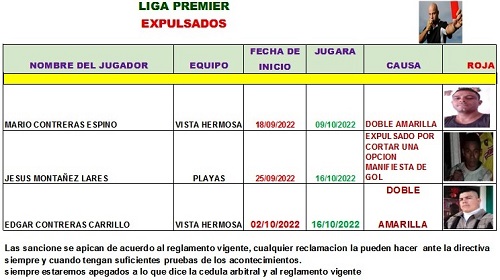 LIGA PREMIER
EXPULSADOS
NOMBRE DEL JUGADOR EQUIPO FECHA DE INICIO JUGARA CAUSA ROJA
MARIO CONTRERAS ESPINO VISTA HERMOSA 18/09/2022 09/10/2022 DOBLE AMARILLA
JESUS MONTAÑEZ LARES PLAYAS 25/09/2022 16/10/2022 EXPULSADO POR CORTAR UNA OPCION MANIFIESTA DE GOL
EDGAR CONTRERAS CARRILLO VISTA HERMOSA 02/10/2022 16/10/2022 DOBLE AMARILLA
Las sancione se apican de acuerdo al reglamento vigente, cualquier reclamacion la pueden hacer ante la directiva
siempre y cuando tengan suficientes pruebas de los acontecimientos.
siempre estaremos apegados a lo que dice la cedula arbitral y al reglamento vigente